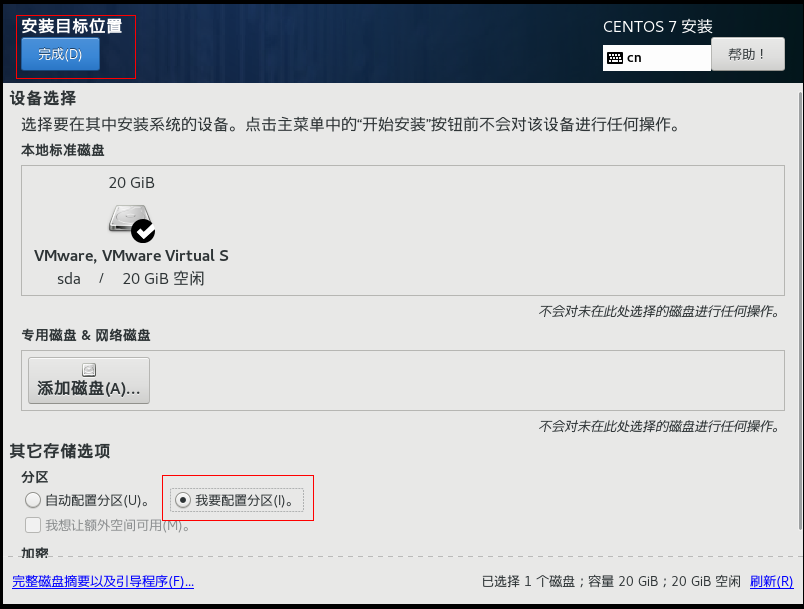 安装目标位置
CENTOS 7 安装
完成(D)
cn
帮助！
设备选择
选择要在其中安装系统的设备。点击主菜单中的“开始安装”按钮前不会对该设备进行任何操作。
本地标准磁盘
20 GiB
VMware, VMware Virtual S
sda / 20 GiB 空闲
不会对未在此处选择的磁盘进行任何操作。
专用磁盘 & 网络磁盘
添加磁盘(A)...
不会对未在此处选择的磁盘进行任何操作。
其它存储选项
分区
自动配置分区(U)。 我要配置分区(I)。
我想让额外空间可用(M)。
加密
完整磁盘摘要以及引导程序(F)... 已选择 1 个磁盘；容量 20 GiB；20 GiB 空闲 刷新(R)